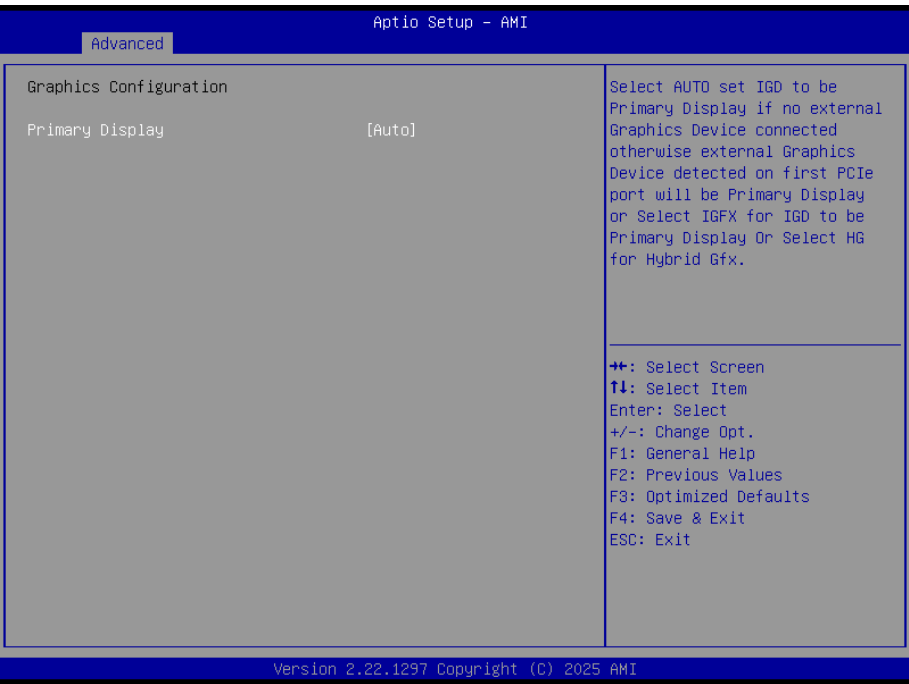 Aptio Setup – AMI
Advanced
Graphics Configuration
Primary Display [Auto]
Select AUTO set IGD to be
Primary Display if no external
Graphics Device connected
otherwise external Graphics
Device detected on first PCIe
port will be Primary Display
or Select IGFX for IGD to be
Primary Display Or Select HG
for Hybrid Gfx.
→←: Select Screen
↑↓: Select Item
Enter: Select
+/-: Change Opt.
F1: General Help
F2: Previous Values
F3: Optimized Defaults
F4: Save & Exit
ESC: Exit
Version 2.22.1297 Copyright (C) 2025 AMI